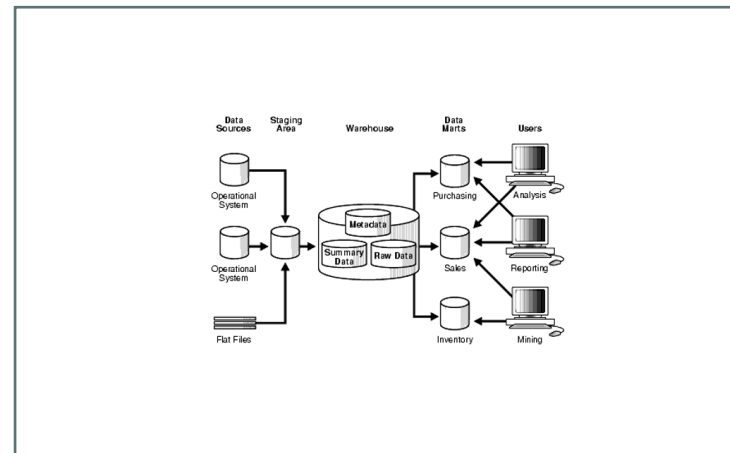 Data
Sources
Staging
Area
Warehouse
Data
Marts
Users
Operational
System
Purchasing
Analysis
Metadata
Operational
System
Summary
Data
Raw Data
Sales
Reporting
Flat Files
Inventory
Mining